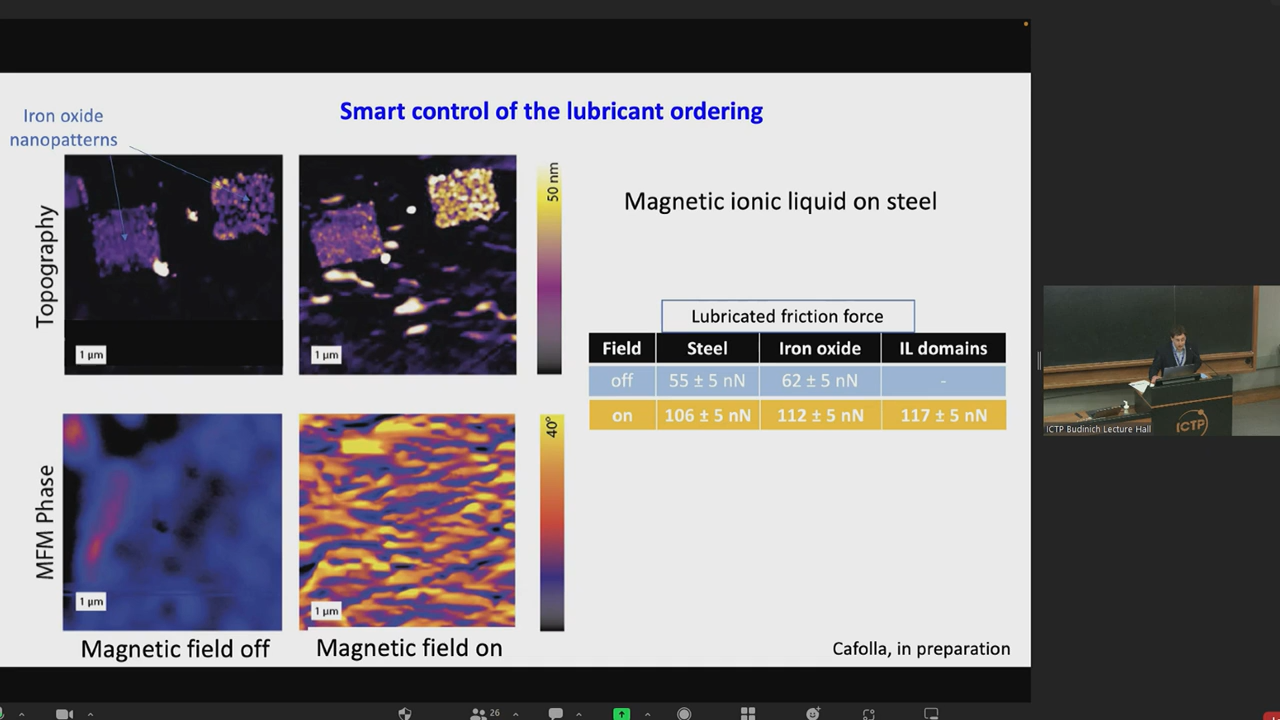 Smart control of the lubricant ordering
Iron oxide
nanopatterns
Topography
1 µm
1 µm
50 nm
Magnetic ionic liquid on steel
Lubricated friction force
Field Steel Iron oxide IL domains
off 55 ± 5 nN 62 ± 5 nN -
on 106 ± 5 nN 112 ± 5 nN 117 ± 5 nN
MFM Phase
1 µm
1 µm
40°
Magnetic field off
Magnetic field on
Cafolla, in preparation
ICTP
ICTP Budinich Lecture Hall
26